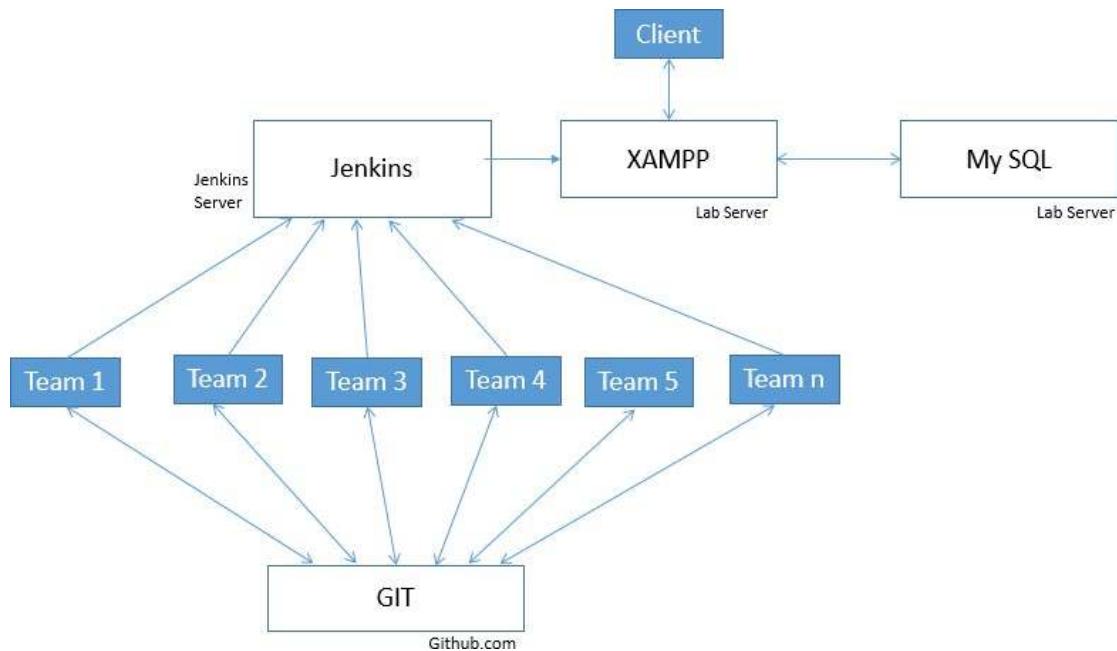 Client
Jenkins
XAMPP
My SQL
Jenkins
Server
Lab Server
Lab Server
Team 1
Team 2
Team 3
Team 4
Team 5
Team n
GIT
Github.com